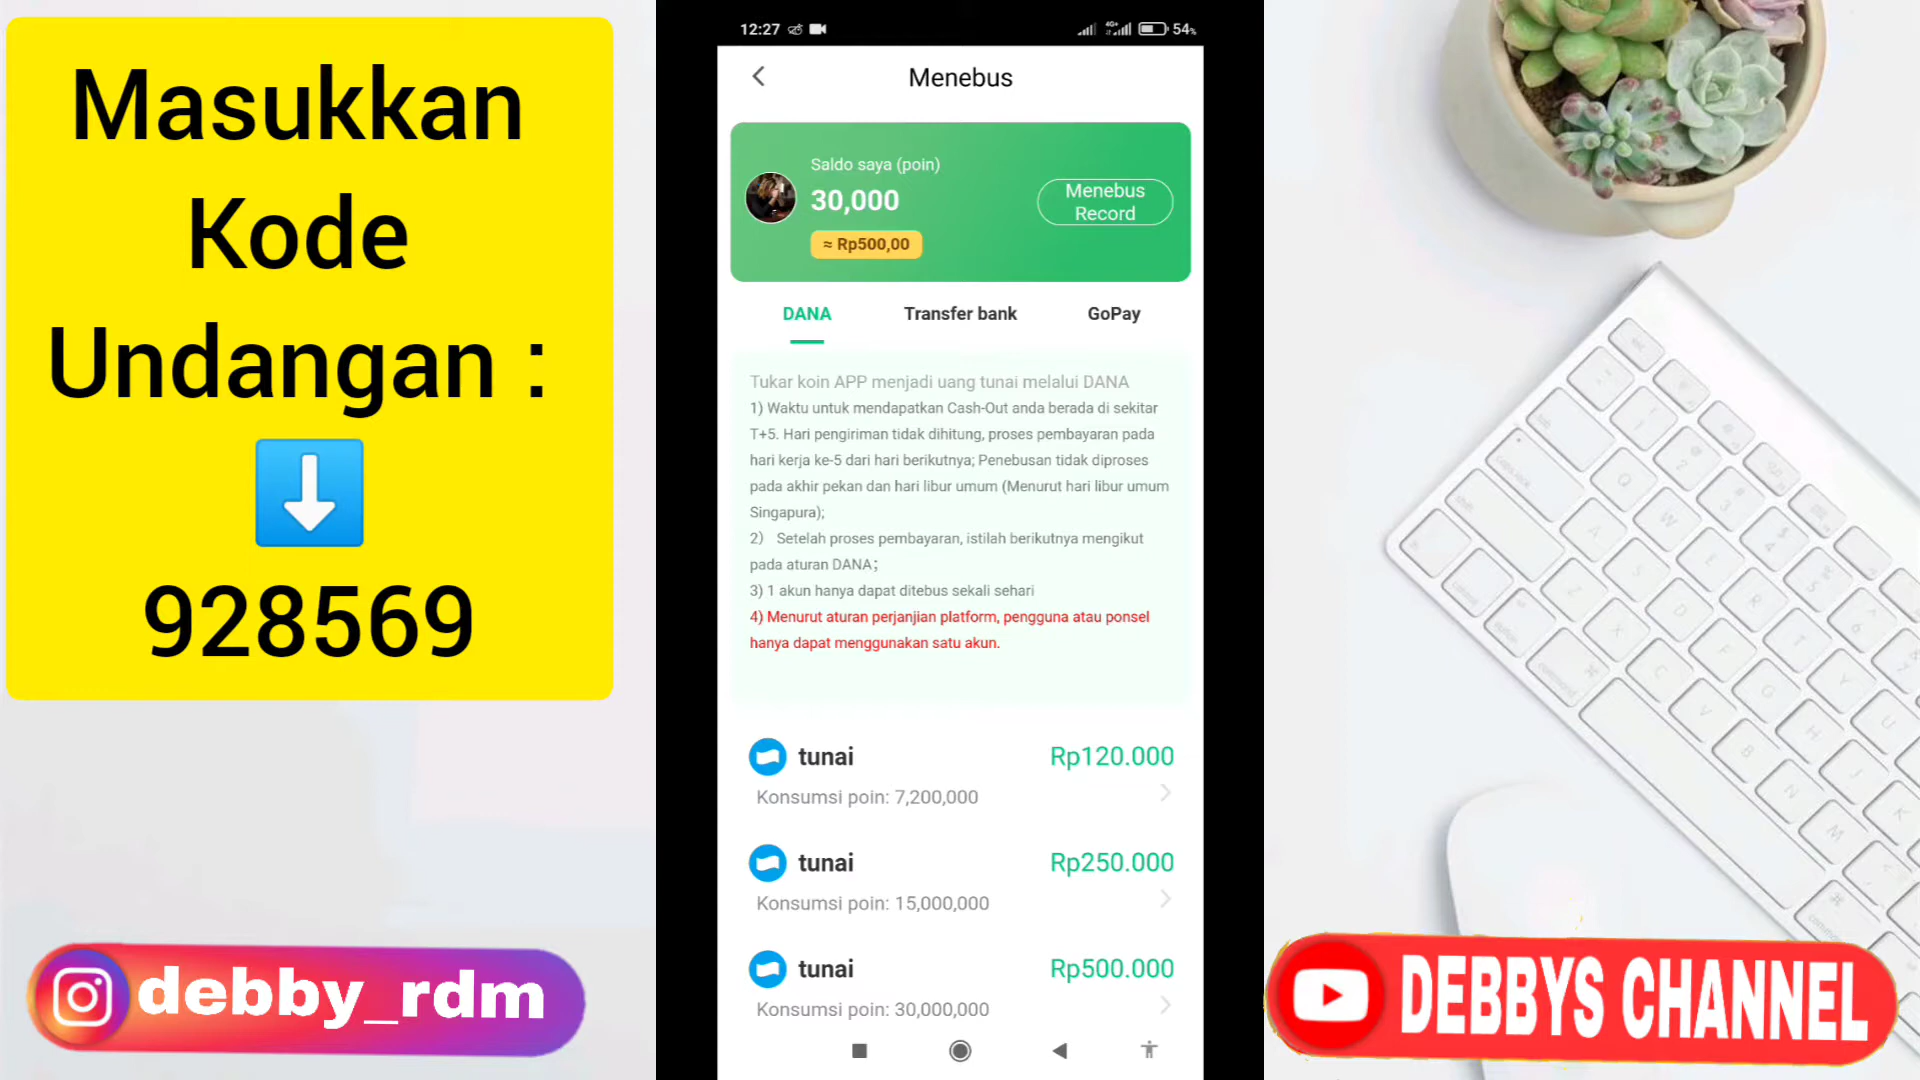 Masukkan
Kode
Undangan :
928569
debby_rdm
12:27
4G+
54%
Menebus
Saldo saya (poin)
30,000
≈ Rp500,00
Menebus
Record
DANA
Transfer bank
GoPay
Tukar koin APP menjadi uang tunai melalui DANA
1) Waktu untuk mendapatkan Cash-Out anda berada di sekitar
T+5. Hari pengiriman tidak dihitung, proses pembayaran pada
hari kerja ke-5 dari hari berikutnya; Penebusan tidak diproses
pada akhir pekan dan hari libur umum (Menurut hari libur umum
Singapura);
2） Setelah proses pembayaran, istilah berikutnya mengikut
pada aturan DANA；
3) 1 akun hanya dapat ditebus sekali sehari
4) Menurut aturan perjanjian platform, pengguna atau ponsel
hanya dapat menggunakan satu akun.
tunai
Rp120.000
Konsumsi poin: 7,200,000
tunai
Rp250.000
Konsumsi poin: 15,000,000
tunai
Rp500.000
Konsumsi poin: 30,000,000
DEBBYS CHANNEL